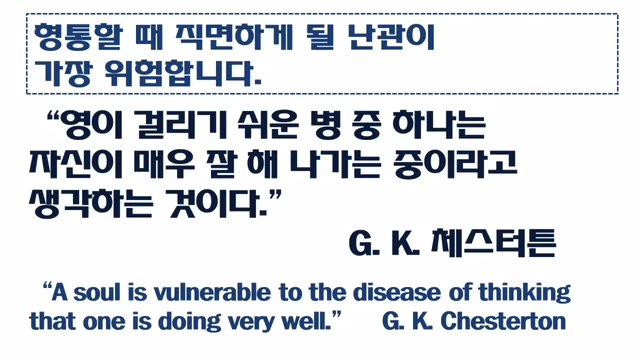 형통할 때 직면하게 될 난관이
가장 위험합니다.
“영이 걸리기 쉬운 병 중 하나는
자신이 매우 잘 해 나가는 중이라고
생각하는 것이다.”
G. K. 체스터튼
“A soul is vulnerable to the disease of thinking
that one is doing very well.” G. K. Chesterton